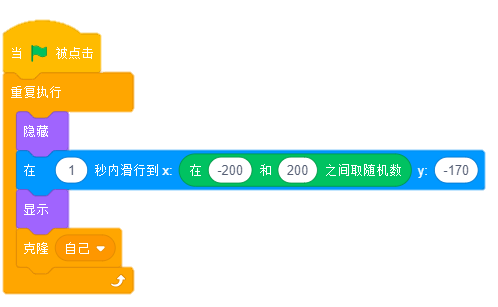 当 被点击
重复执行
隐藏
在 1 秒内滑行到 x: 在 -200 和 200 之间取随机数 y: -170
显示
克隆 自己